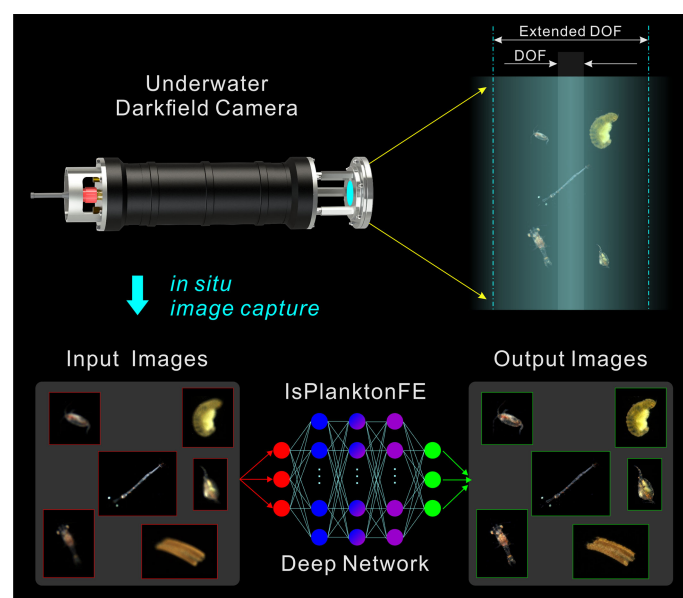 Extended DOF
DOF
Underwater
Darkfield Camera
in situ
image capture
Input Images
Output Images
IsPlanktonFE
Deep Network